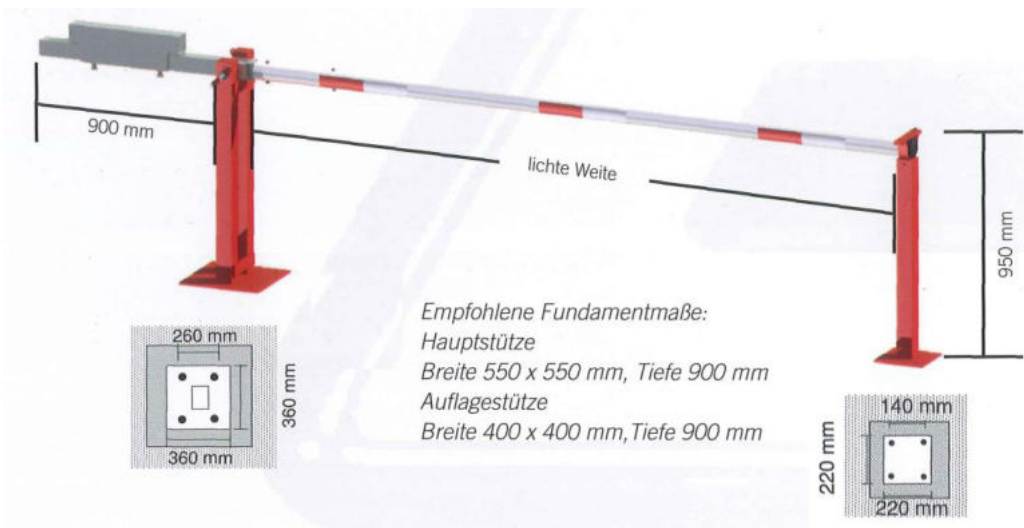 900 mm
lichte Weite
950 mm
Empfohlene Fundamentmaße:
Hauptstütze
Breite 550 x 550 mm, Tiefe 900 mm
Auflagestütze
Breite 400 x 400 mm, Tiefe 900 mm
260 mm
360 mm
360 mm
140 mm
220 mm
220 mm